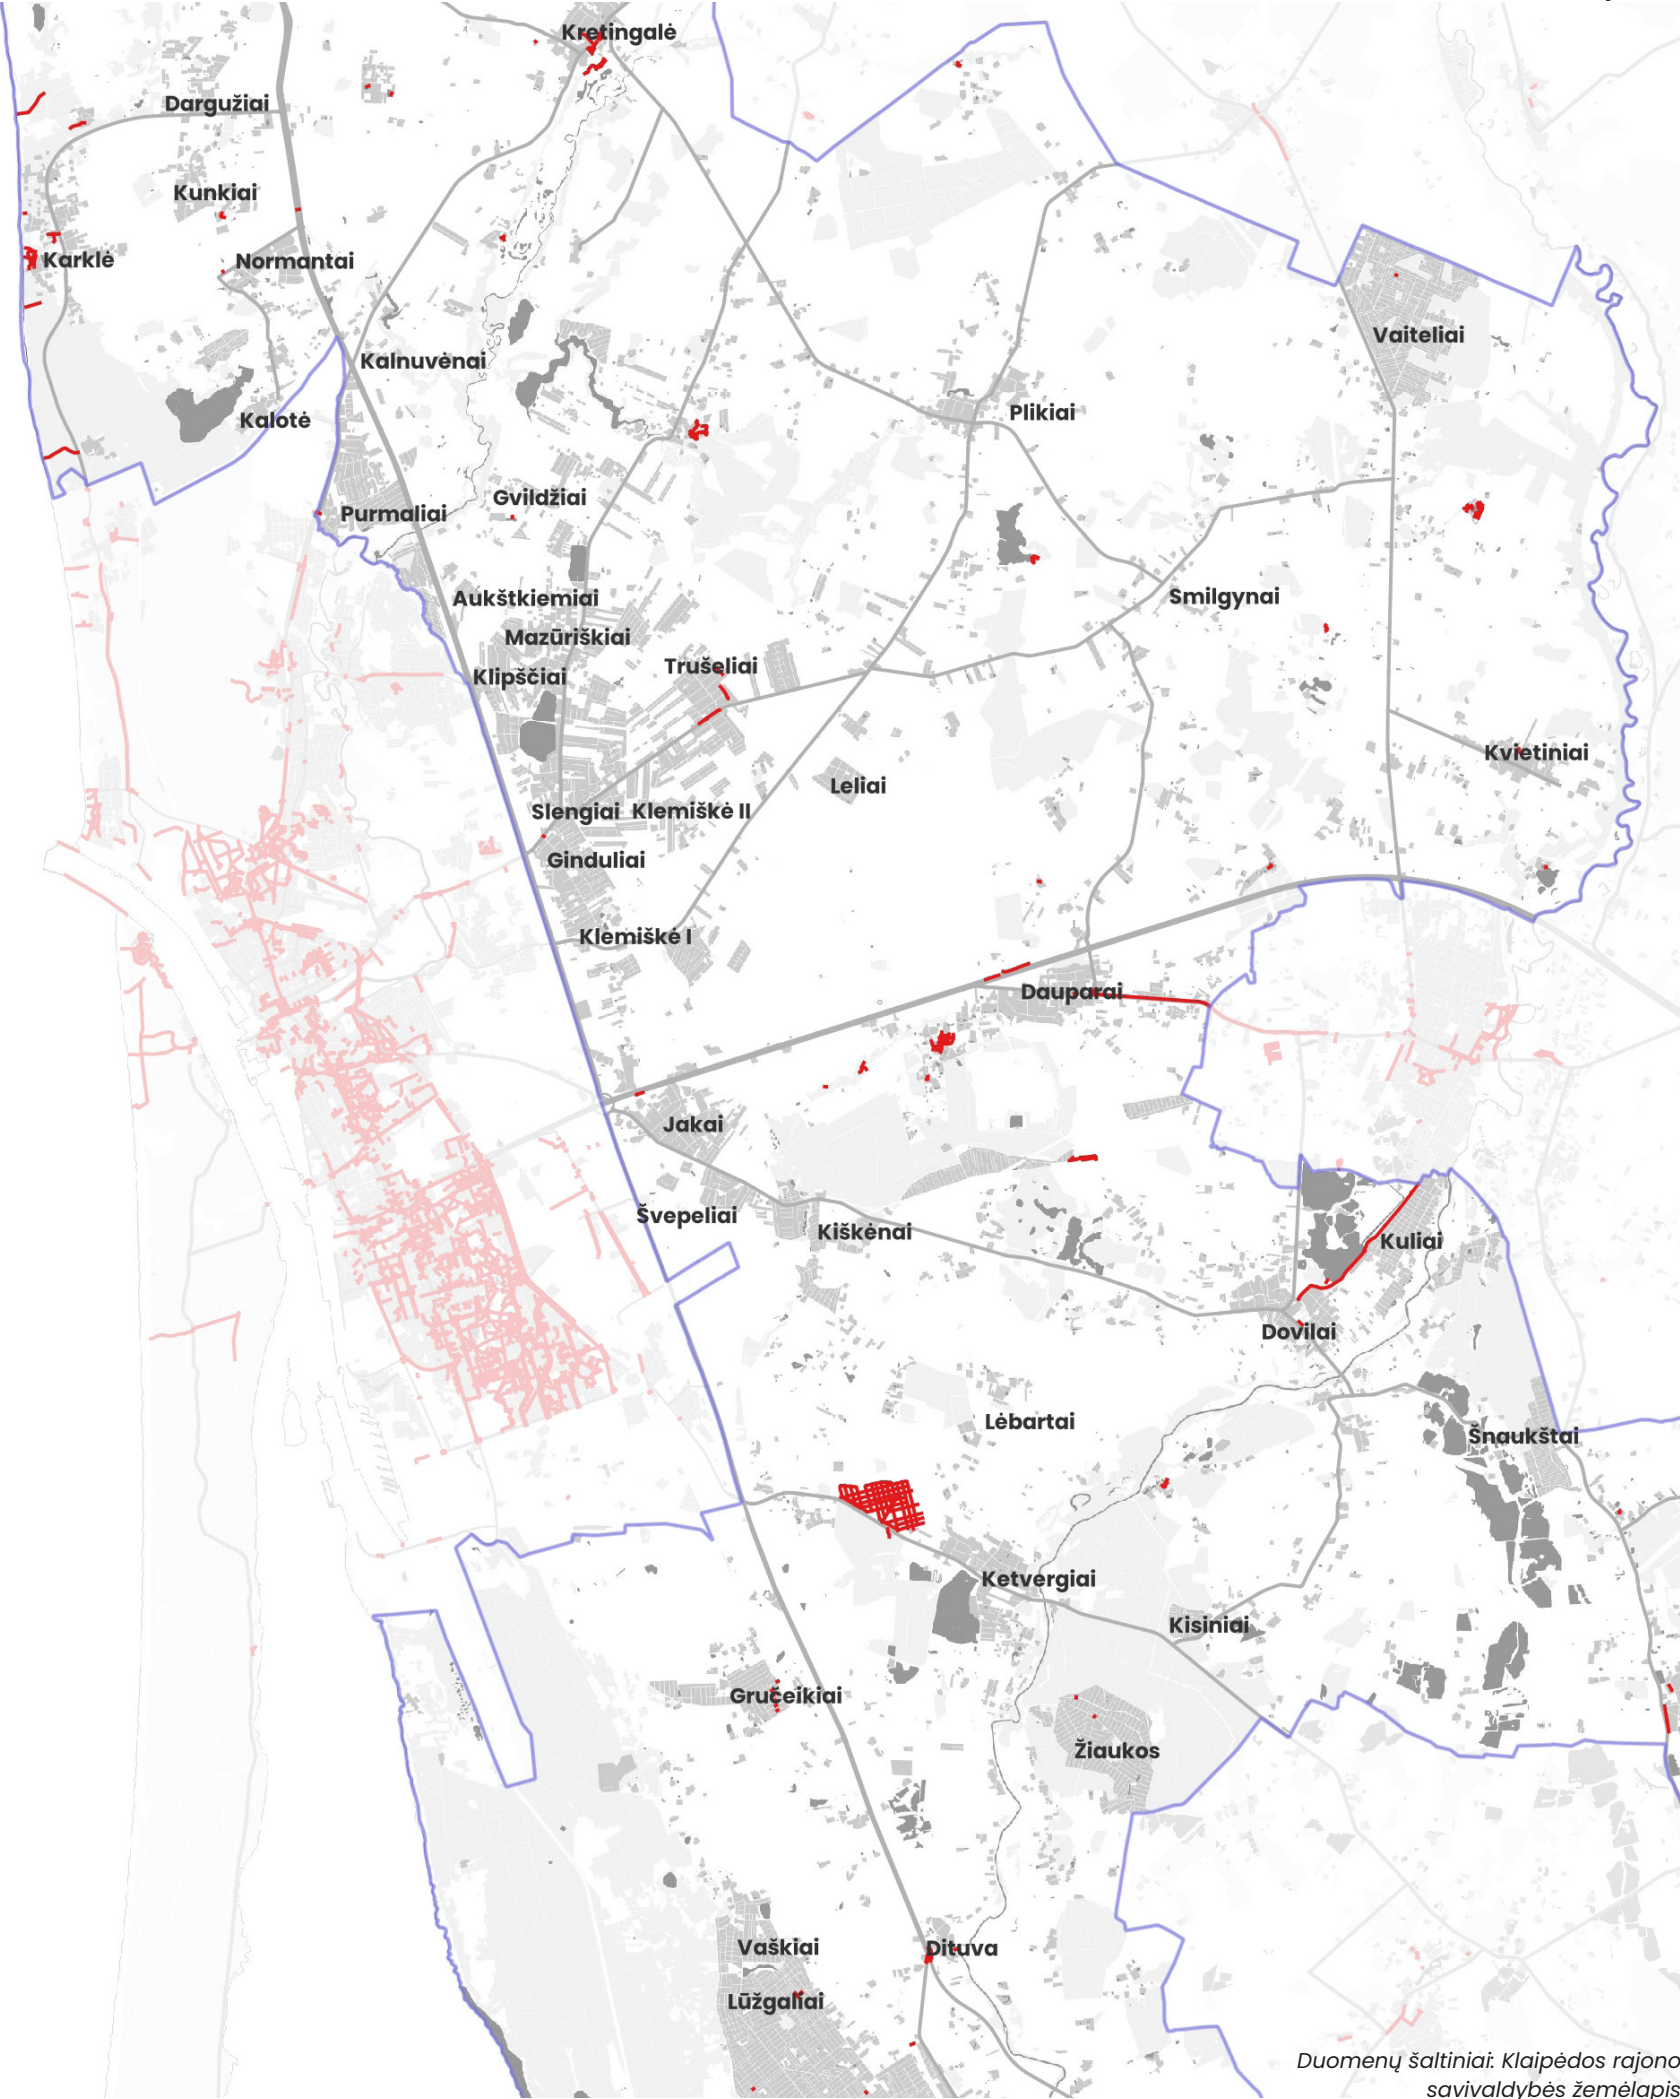 Kretingalė
Dargužiai
Kunkiai
Karklė
Normantai
Vaiteliai
Kalnuvėnai
Plikiai
Kalotė
Gvildžiai
Purmaliai
Smilgynai
Aukštkiemiai
Mazūriškiai
Trušeliai
Klipščiai
Kvietiniai
Leliai
Slengiai
Klemiškė II
Ginduliai
Klemiškė I
Dauparai
Jakai
Švepeliai
Kiškėnai
Kuliai
Dovilai
Lėbartai
Šnaukštai
Ketvergiai
Kisiniai
Gručeikiai
Žiaukos
Vaškiai
Dituva
Lūžgaliai
Duomenų šaltiniai: Klaipėdos rajono
savivaldybės žemėlapis